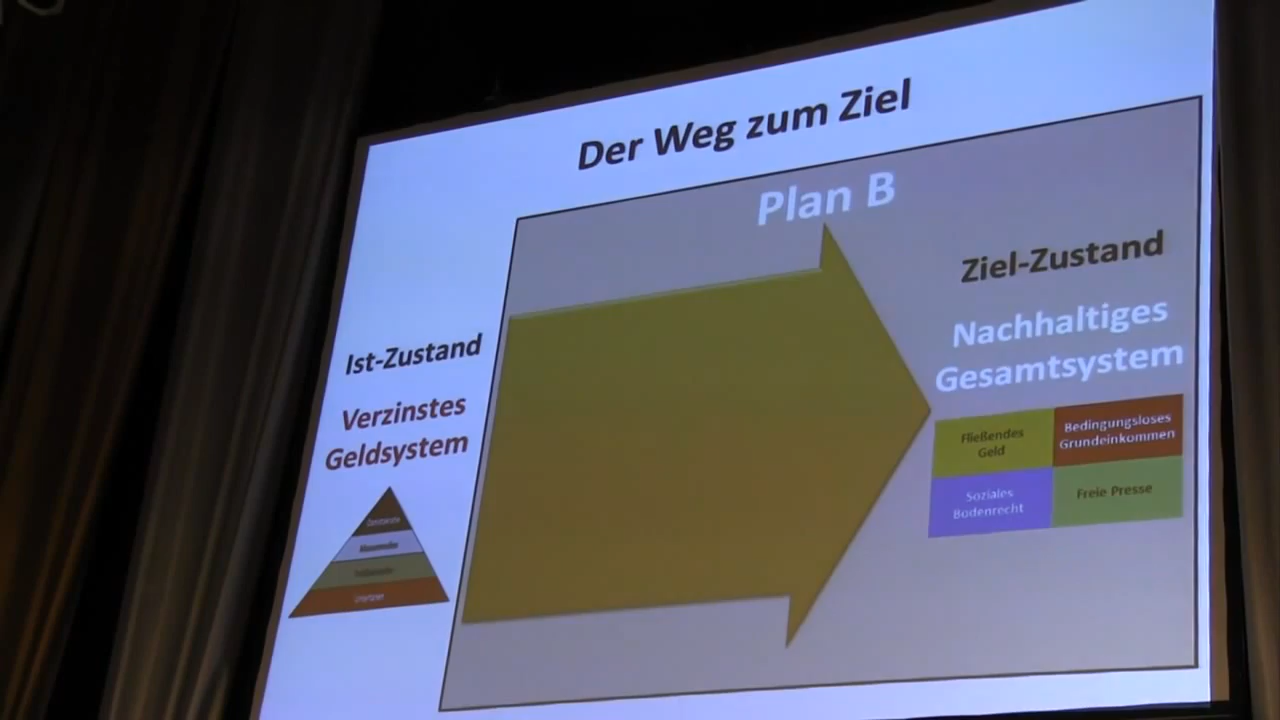 Der Weg zum Ziel
Plan B
Ist-Zustand
Verzinstes
Geldsystem
Ziel-Zustand
Nachhaltiges
Gesamtsystem
Fließendes
Geld
Bedingungsloses
Grundeinkommen
Soziales
Bodenrecht
Freie Presse